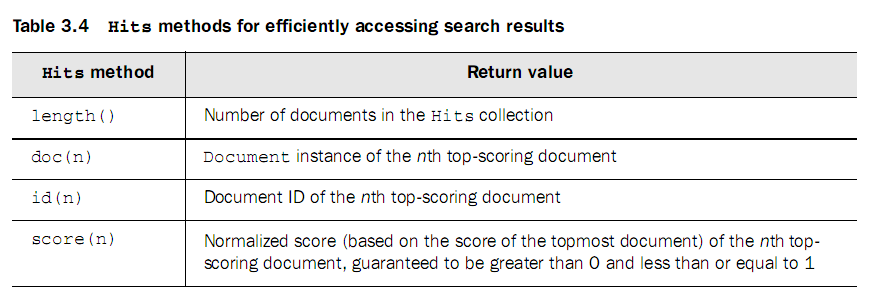 Table 3.4 Hits methods for efficiently accessing search results
Hits method Return value
length() Number of documents in the Hits collection
doc(n) Document instance of the nth top-scoring document
id(n) Document ID of the nth top-scoring document
score(n) Normalized score (based on the score of the topmost document) of the nth top-
scoring document, guaranteed to be greater than 0 and less than or equal to 1